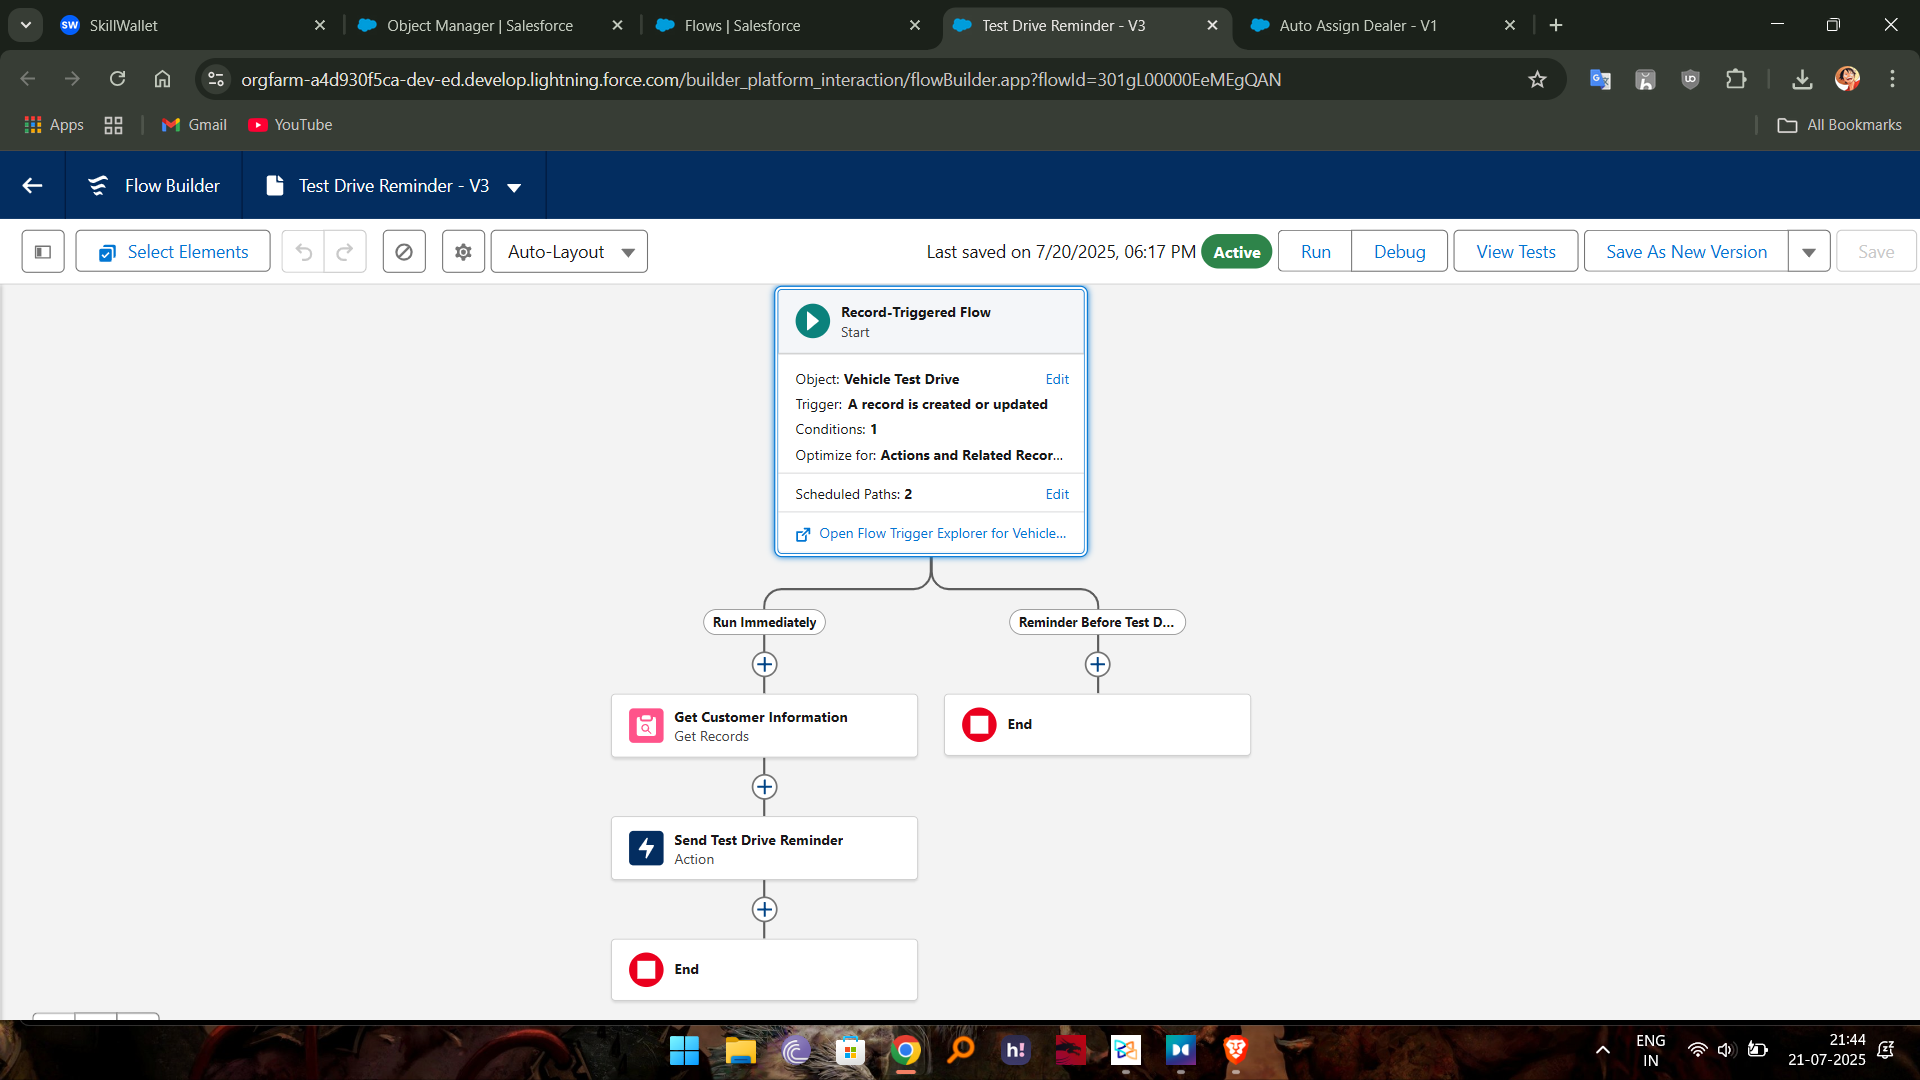 SkillWallet
Object Manager | Salesforce
Flows | Salesforce
Test Drive Reminder - V3
Auto Assign Dealer - V1
orgfarm-a4d930f5ca-dev-ed.develop.lightning.force.com/builder_platform_interaction/flowBuilder.app?flowId=301gL00000EeMEgQAN
Apps
Gmail
YouTube
All Bookmarks
Flow Builder
Test Drive Reminder - V3
Select Elements
Auto-Layout
Last saved on 7/20/2025, 06:17 PM
Active
Run
Debug
View Tests
Save As New Version
Save
Record-Triggered Flow
Start
Object: Vehicle Test Drive
Edit
Trigger: A record is created or updated
Conditions: 1
Optimize for: Actions and Related Recor...
Scheduled Paths: 2
Edit
Open Flow Trigger Explorer for Vehicle...
Run Immediately
Reminder Before Test D...
Get Customer Information
Get Records
End
Send Test Drive Reminder
Action
End
h!
ENG
IN
21:44
21-07-2025